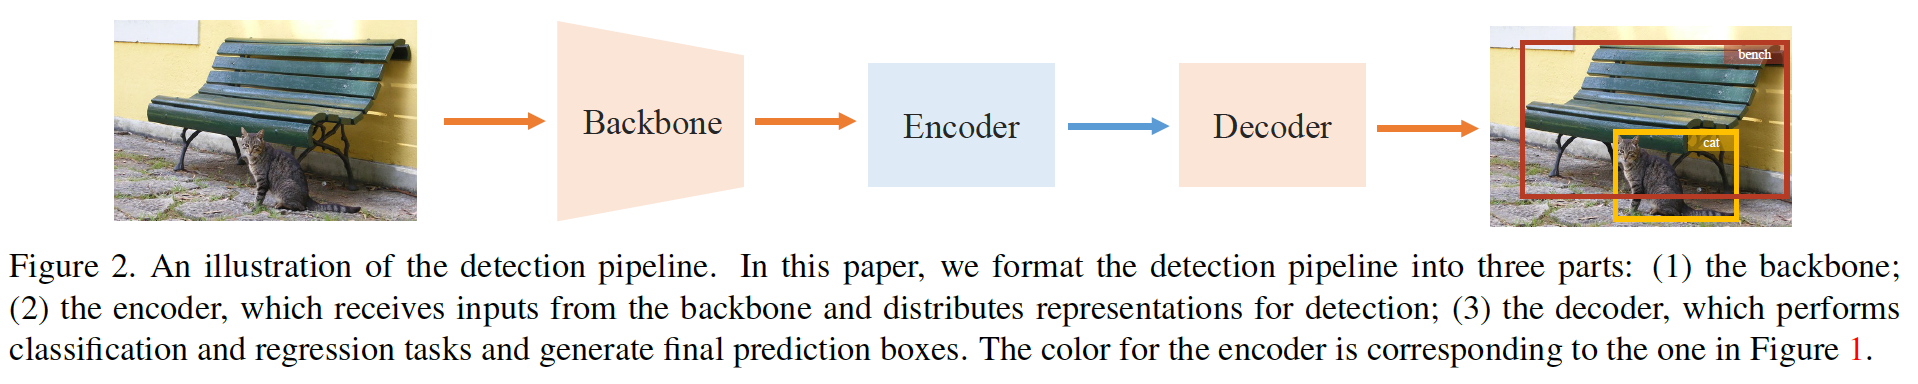 Backbone
Encoder
Decoder
bench
cat
Figure 2. An illustration of the detection pipeline. In this paper, we format the detection pipeline into three parts: (1) the backbone;
(2) the encoder, which receives inputs from the backbone and distributes representations for detection; (3) the decoder, which performs
classification and regression tasks and generate final prediction boxes. The color for the encoder is corresponding to the one in Figure 1.